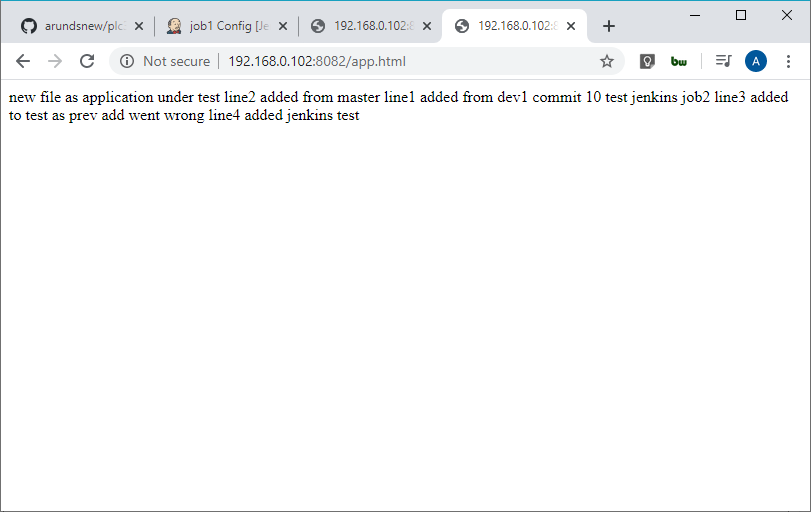 arundsnew/plc
job1 Config [Je
192.168.0.102:8
192.168.0.102:8
Not secure
192.168.0.102:8082/app.html
bw
A
new file as application under test line2 added from master line1 added from dev1 commit 10 test jenkins job2 line3 added
to test as prev add went wrong line4 added jenkins test